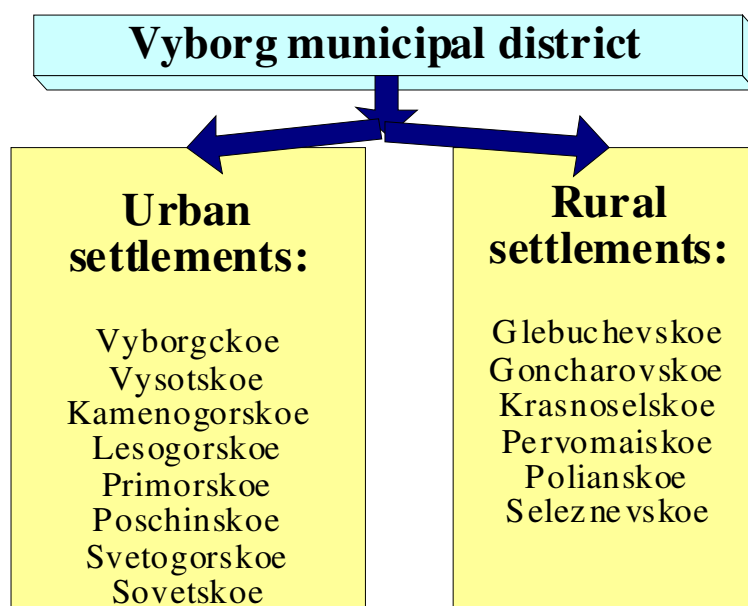 Vyborg municipal district
Urban
settlements:
Vyborgckoe
Vysotskoe
Kamenogorskoe
Lesogorskoe
Primorskoe
Poschinskoe
Svetogorskoe
Sovetskoe
Rural
settlements:
Glebuchevskoe
Goncharovskoe
Krasnoselskoe
Pervomaiskoe
Polianskoe
Seleznevskoe